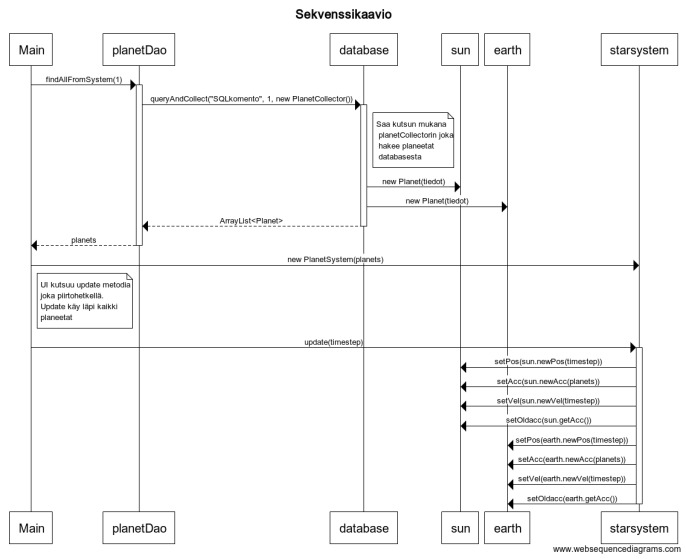 Sekvenssikaavio
Main
planetDao
database
sun
earth
starsystem
findAllFromSystem(1)
queryAndCollect("SQLkomento", 1, new PlanetCollector())
Saa kutsun mukana
planetCollectorin joka
hakee planeetat
databasesta
new Planet(tiedot)
new Planet(tiedot)
ArrayList<Planet>
planets
new PlanetSystem(planets)
UI kutsuu update metodia
joka piirtohetkellä.
Update käy läpi kaikki
planeetat
update(timestep)
setPos(sun.newPos(timestep))
setAcc(sun.newAcc(planets))
setVel(sun.newVel(timestep))
setOldacc(sun.getAcc())
setPos(earth.newPos(timestep))
setAcc(earth.newAcc(planets))
setVel(earth.newVel(timestep))
setOldacc(earth.getAcc())
Main
planetDao
database
sun
earth
starsystem
www.websequencediagrams.com